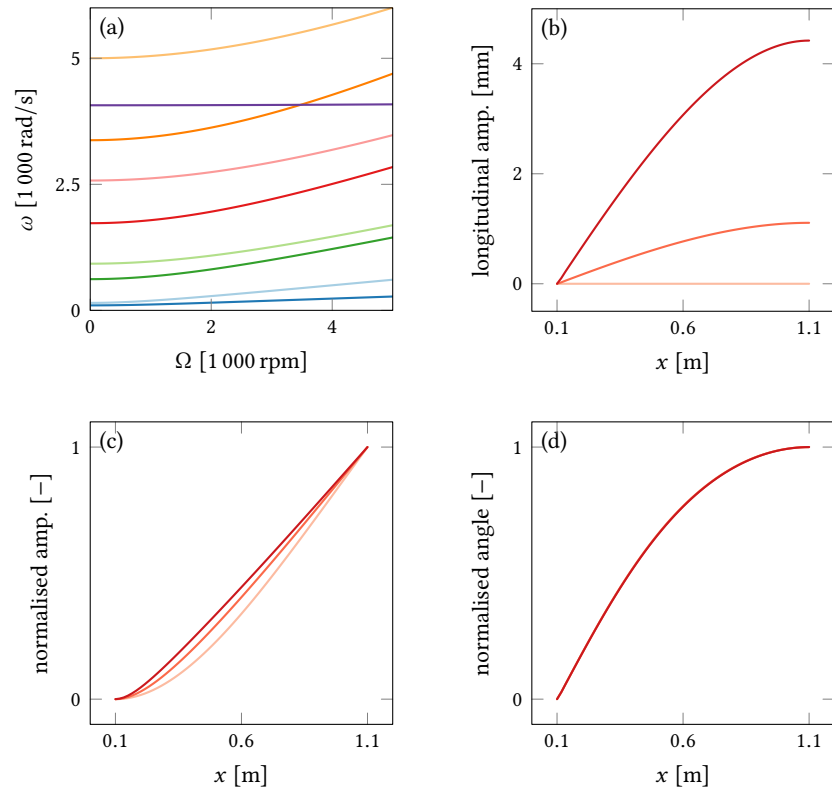 (a)
5
2.5
0
0
2
4
ω [1 000 rad/s]
Ω [1 000 rpm]
(b)
4
2
0
0.1
0.6
1.1
longitudinal amp. [mm]
x [m]
(c)
1
0
0.1
0.6
1.1
normalised amp. [−]
x [m]
(d)
1
0
0.1
0.6
1.1
normalised angle [−]
x [m]